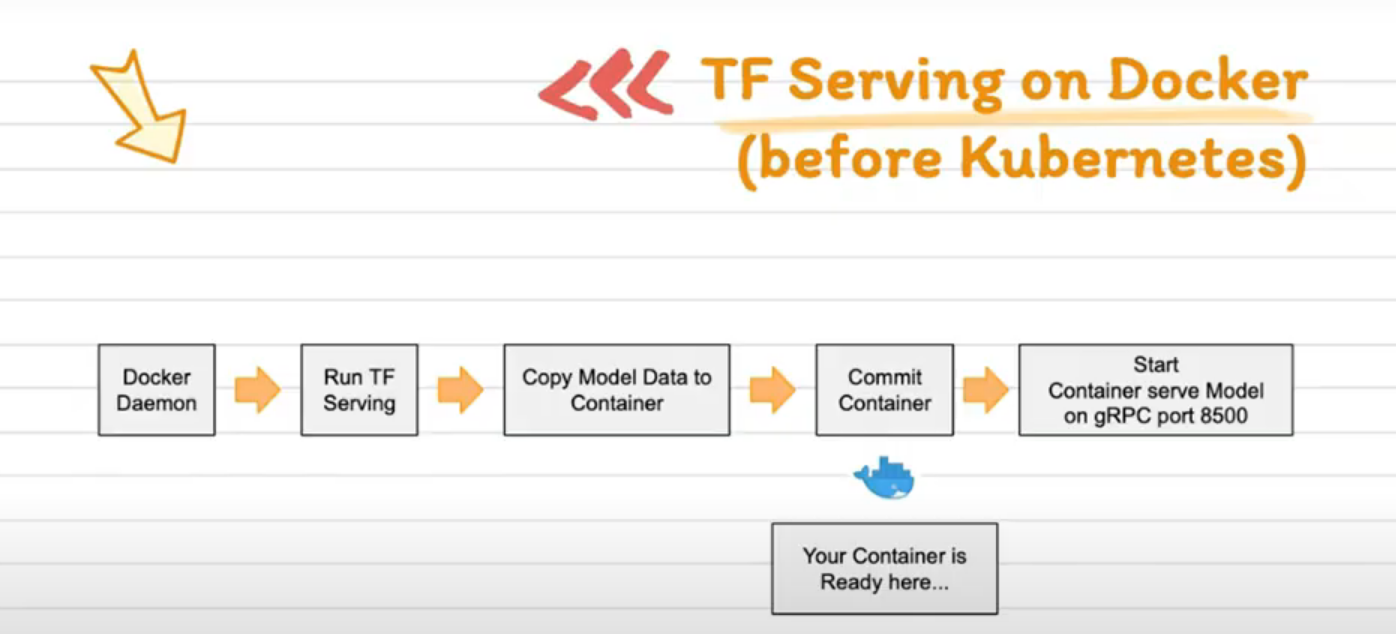 TF Serving on Docker
(before Kubernetes)
Docker
Daemon
Run TF
Serving
Copy Model Data to
Container
Commit
Container
Start
Container serve Model
on gRPC port 8500
Your Container is
Ready here...